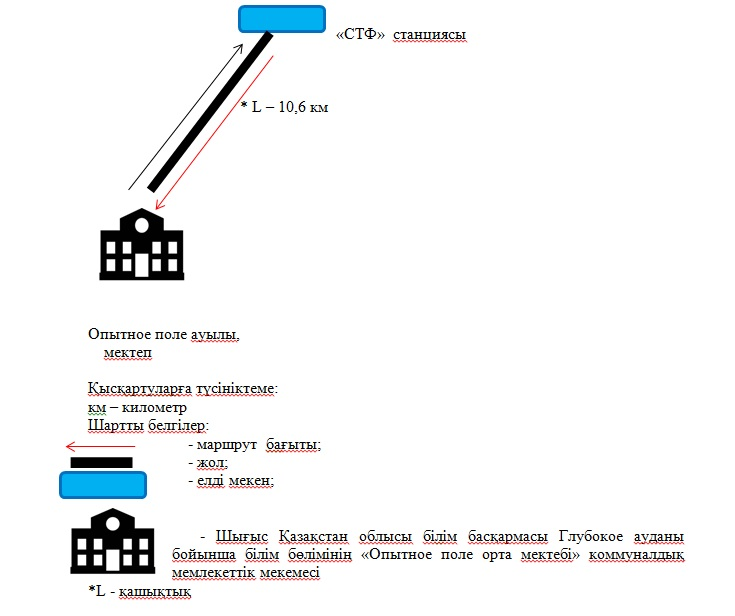 «СТФ» станциясы
* L – 10,6 км
Опытное поле ауылы,
мектеп
Қысқартуларға түсініктеме:
км – километр
Шартты белгілер:
- маршрут бағыты;
- жол;
- елді мекен;
- Шығыс Қазақстан облысы білім басқармасы Глубокое ауданы
бойынша білім бөлімінің «Опытное поле орта мектебі» коммуналдық
мемлекеттік мекемесі
*L - қашықтық